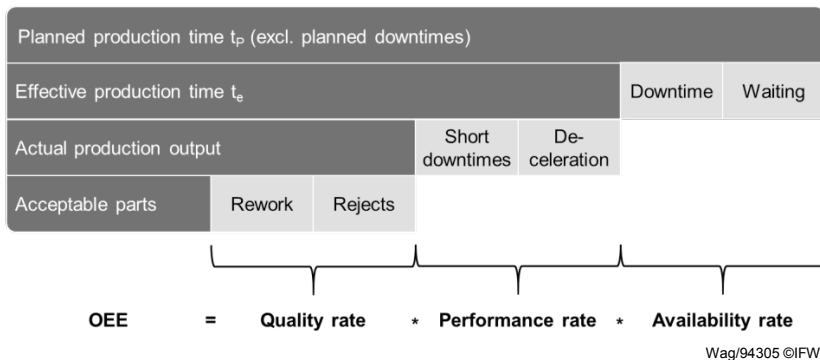 Planned production time tₚ (excl. planned downtimes)
Effective production time tₑ
Downtime
Waiting
Actual production output
Short
downtimes
De-
celeration
Acceptable parts
Rework
Rejects
OEE = Quality rate * Performance rate * Availability rate
Wag/94305 ©IFW